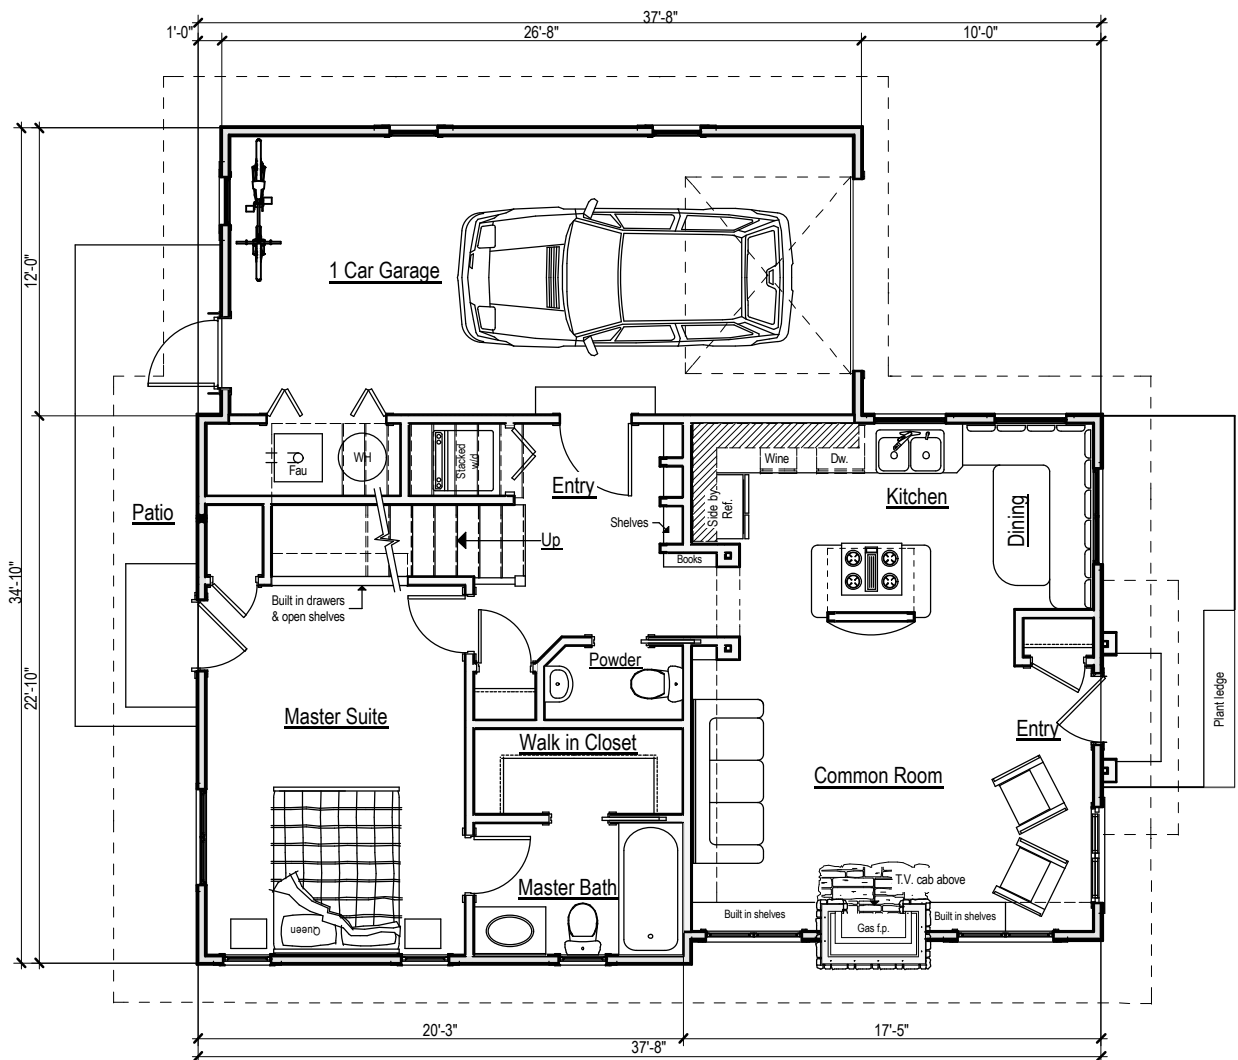 37'-8"
1'-0"
26'-8"
10'-0"
12'-0"
34'-10"
22'-10"
1 Car Garage
Fau
WH
Stacked
w/d
Entry
Wine
Dw.
Side by
Ref.
Kitchen
Dining
Patio
Shelves
Up
Books
Built in drawers
& open shelves
Powder
Master Suite
Walk in Closet
Entry
Plant ledge
Common Room
Master Bath
T.V. cab above
Built in shelves
Built in shelves
Gas f.p.
Queen
20'-3"
17'-5"
37'-8"